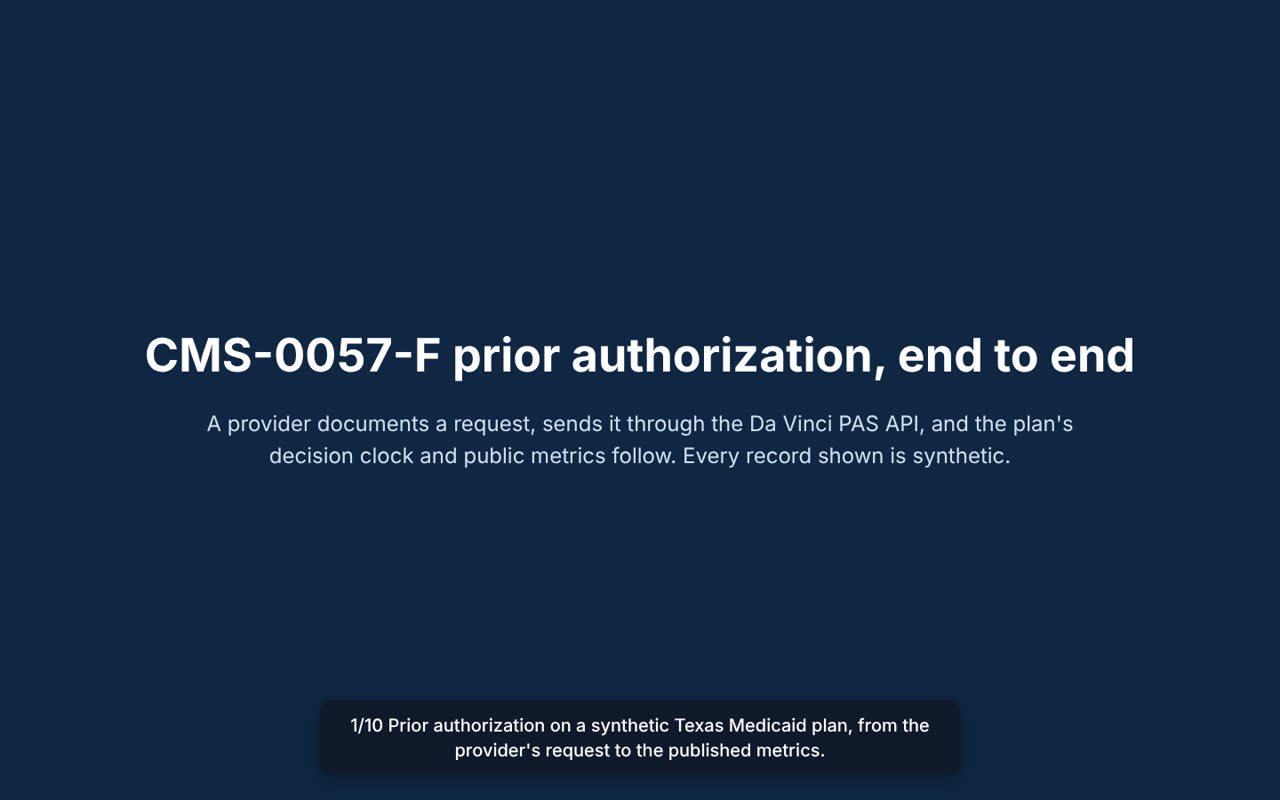 CMS-0057-F prior authorization, end to end
A provider documents a request, sends it through the Da Vinci PAS API, and the plan's
decision clock and public metrics follow. Every record shown is synthetic.
1/10 Prior authorization on a synthetic Texas Medicaid plan, from the
provider's request to the published metrics.